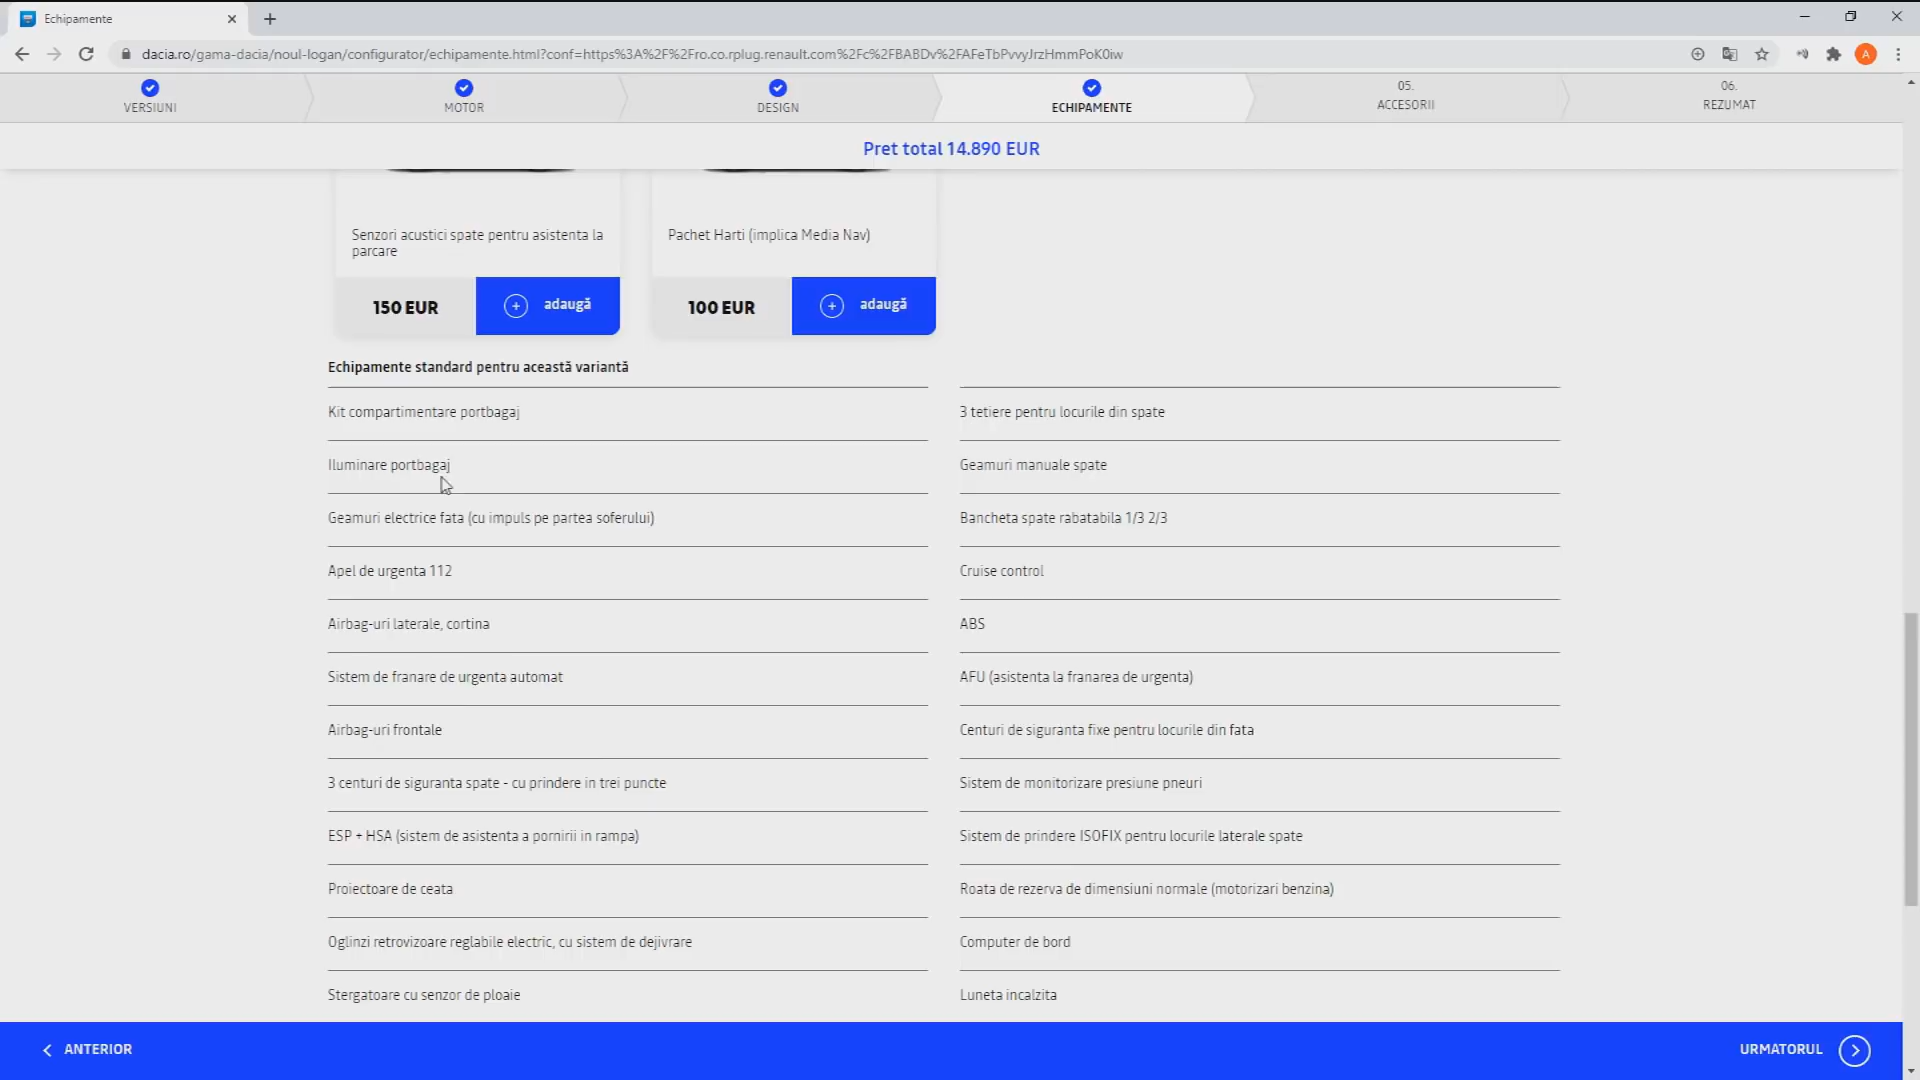 Echipamente
dacia.ro/gama-dacia/noul-logan/configurator/echipamente.html?conf=https%3A%2F%2Fro.co.rplug.renault.com%2Fc%2FBABDv%2FAFeTbPvvyJrzHmmPoK0iw
A
VERSIUNI
MOTOR
DESIGN
ECHIPAMENTE
05.
ACCESORII
06.
REZUMAT
Pret total 14.890 EUR
Senzori acustici spate pentru asistenta la
parcare
150 EUR
adaugă
Pachet Harti (implica Media Nav)
100 EUR
adaugă
Echipamente standard pentru această variantă
Kit compartimentare portbagaj
3 tetiere pentru locurile din spate
Iluminare portbagaj
Geamuri manuale spate
Geamuri electrice fata (cu impuls pe partea soferului)
Bancheta spate rabatabila 1/3 2/3
Apel de urgenta 112
Cruise control
Airbag-uri laterale, cortina
ABS
Sistem de franare de urgenta automat
AFU (asistenta la franarea de urgenta)
Airbag-uri frontale
Centuri de siguranta fixe pentru locurile din fata
3 centuri de siguranta spate - cu prindere in trei puncte
Sistem de monitorizare presiune pneuri
ESP + HSA (sistem de asistenta a pornirii in rampa)
Sistem de prindere ISOFIX pentru locurile laterale spate
Proiectoare de ceata
Roata de rezerva de dimensiuni normale (motorizari benzina)
Oglinzi retrovizoare reglabile electric, cu sistem de dejivrare
Computer de bord
Stergatoare cu senzor de ploaie
Luneta incalzita
ANTERIOR
URMATORUL